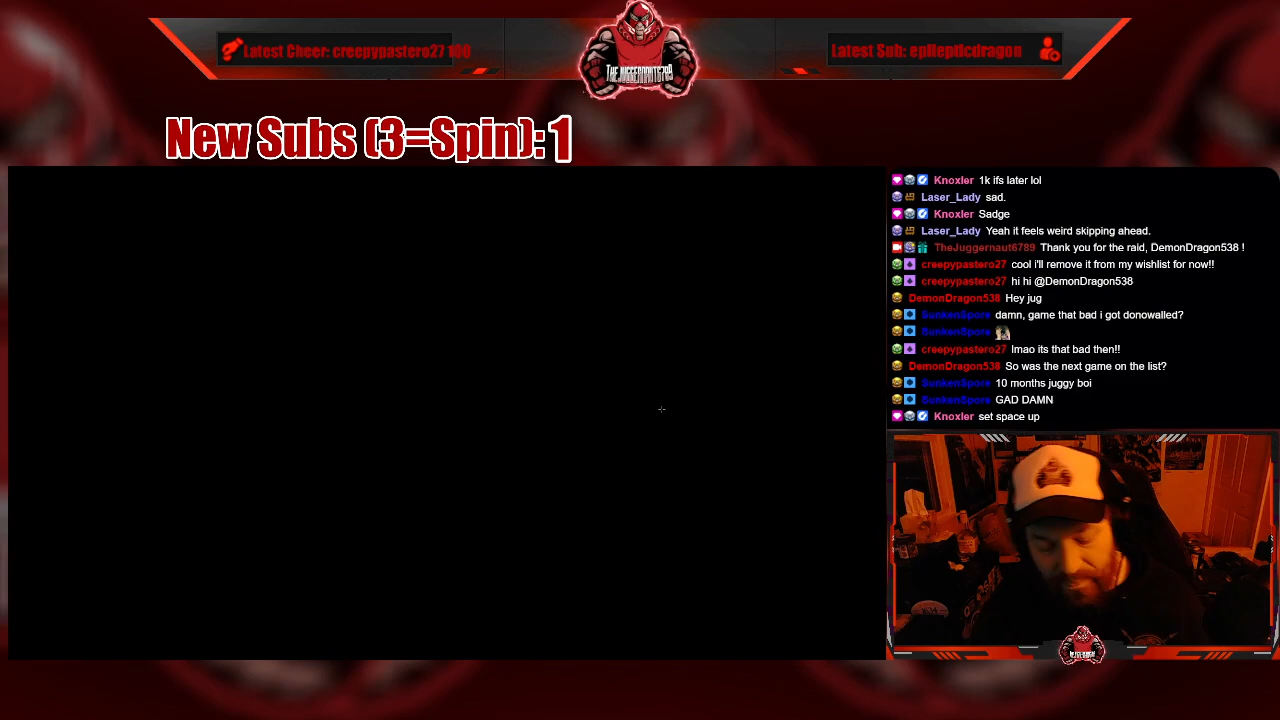 Latest Cheer: creepypastero27 100
THEJUGGERNAUT6789
Latest Sub: epilepticdragon
New Subs (3=Spin): 1
Knoxler 1k ifs later lol
Laser_Lady sad.
Knoxler Sadge
Laser_Lady Yeah it feels weird skipping ahead.
TheJuggernaut6789 Thank you for the raid, DemonDragon538 !
creepypastero27 cool i'll remove it from my wishlist for now!!
creepypastero27 hi hi @DemonDragon538
DemonDragon538 Hey jug
SunkenSpore damn, game that bad i got donowalled?
SunkenSpore
creepypastero27 lmao its that bad then!!
DemonDragon538 So was the next game on the list?
SunkenSpore 10 months juggy boi
SunkenSpore GAD DAMN
Knoxler set space up